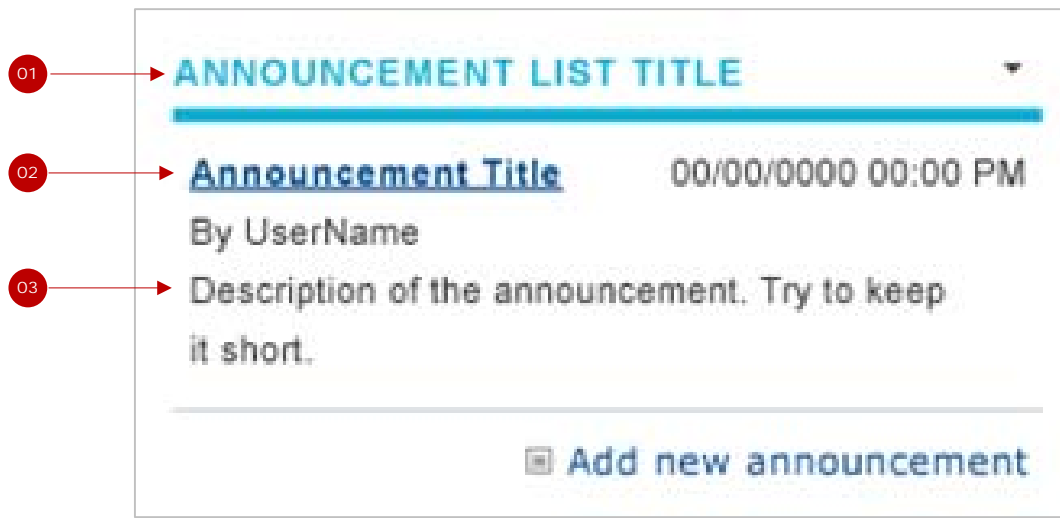 01 ANNOUNCEMENT LIST TITLE
02 Announcement Title 00/00/0000 00:00 PM
By UserName
03 Description of the announcement. Try to keep
it short.
Add new announcement